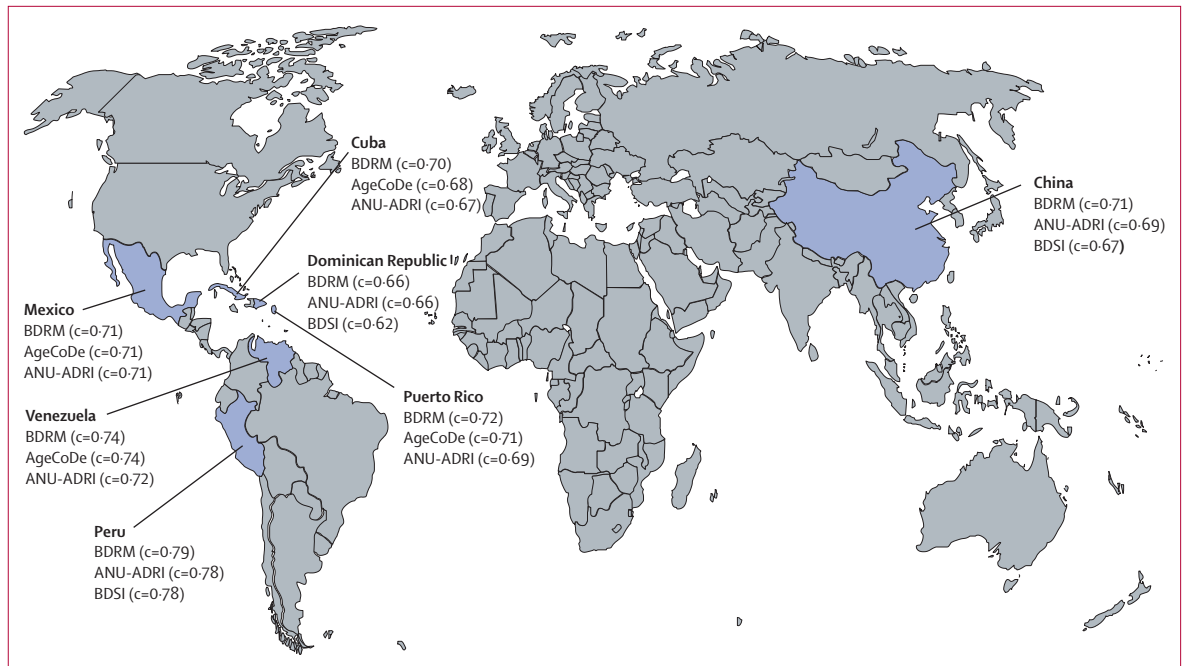 Cuba
BDRM (c=0·70)
AgeCoDe (c=0·68)
ANU-ADRI (c=0·67)
China
BDRM (c=0·71)
ANU-ADRI (c=0·69)
BDSI (c=0·67)
Dominican Republic
BDRM (c=0·66)
ANU-ADRI (c=0·66)
BDSI (c=0·62)
Mexico
BDRM (c=0·71)
AgeCoDe (c=0·71)
ANU-ADRI (c=0·71)
Puerto Rico
BDRM (c=0·72)
AgeCoDe (c=0·71)
ANU-ADRI (c=0·69)
Venezuela
BDRM (c=0·74)
AgeCoDe (c=0·74)
ANU-ADRI (c=0·72)
Peru
BDRM (c=0·79)
ANU-ADRI (c=0·78)
BDSI (c=0·78)